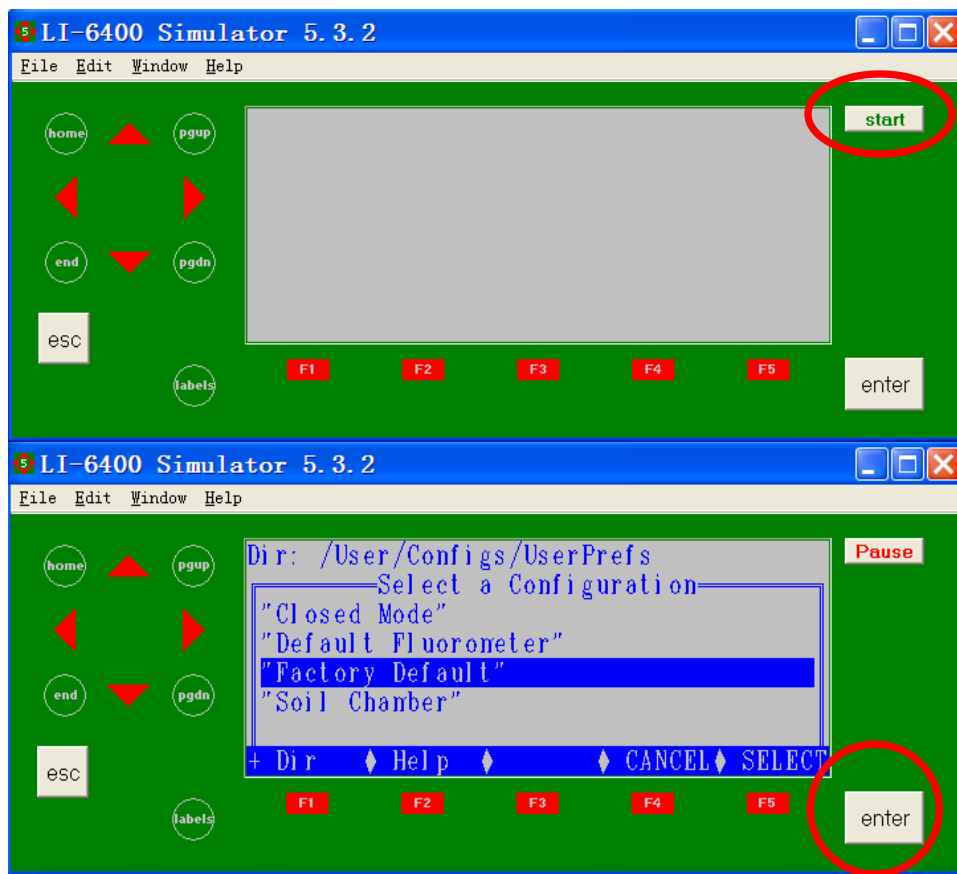 5 LI-6400 Simulator 5.3.2
File Edit Window Help
home pgup start
end pgdn
esc
labels F1 F2 F3 F4 F5 enter
5 LI-6400 Simulator 5.3.2
File Edit Window Help
Dir: /User/Configs/UserPrefs Pause
home pgup Select a Configuration
"Closed Mode"
"Default Fluorometer"
"Factory Default"
end pgdn "Soil Chamber"
esc + Dir Help CANCEL SELECT
labels F1 F2 F3 F4 F5 enter